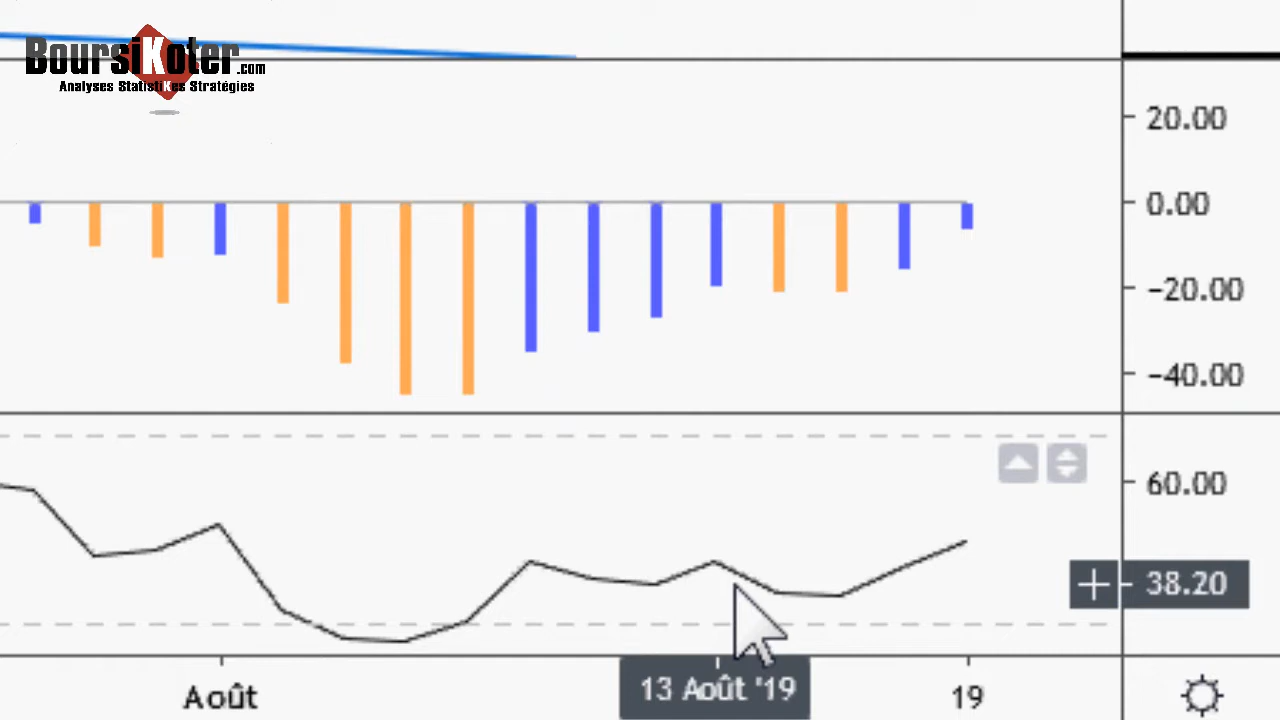 BoursiKoter.com
Analyses StatistiKes Stratégies
20.00
0.00
−20.00
−40.00
60.00
38.20
Août
13 Août '19
19